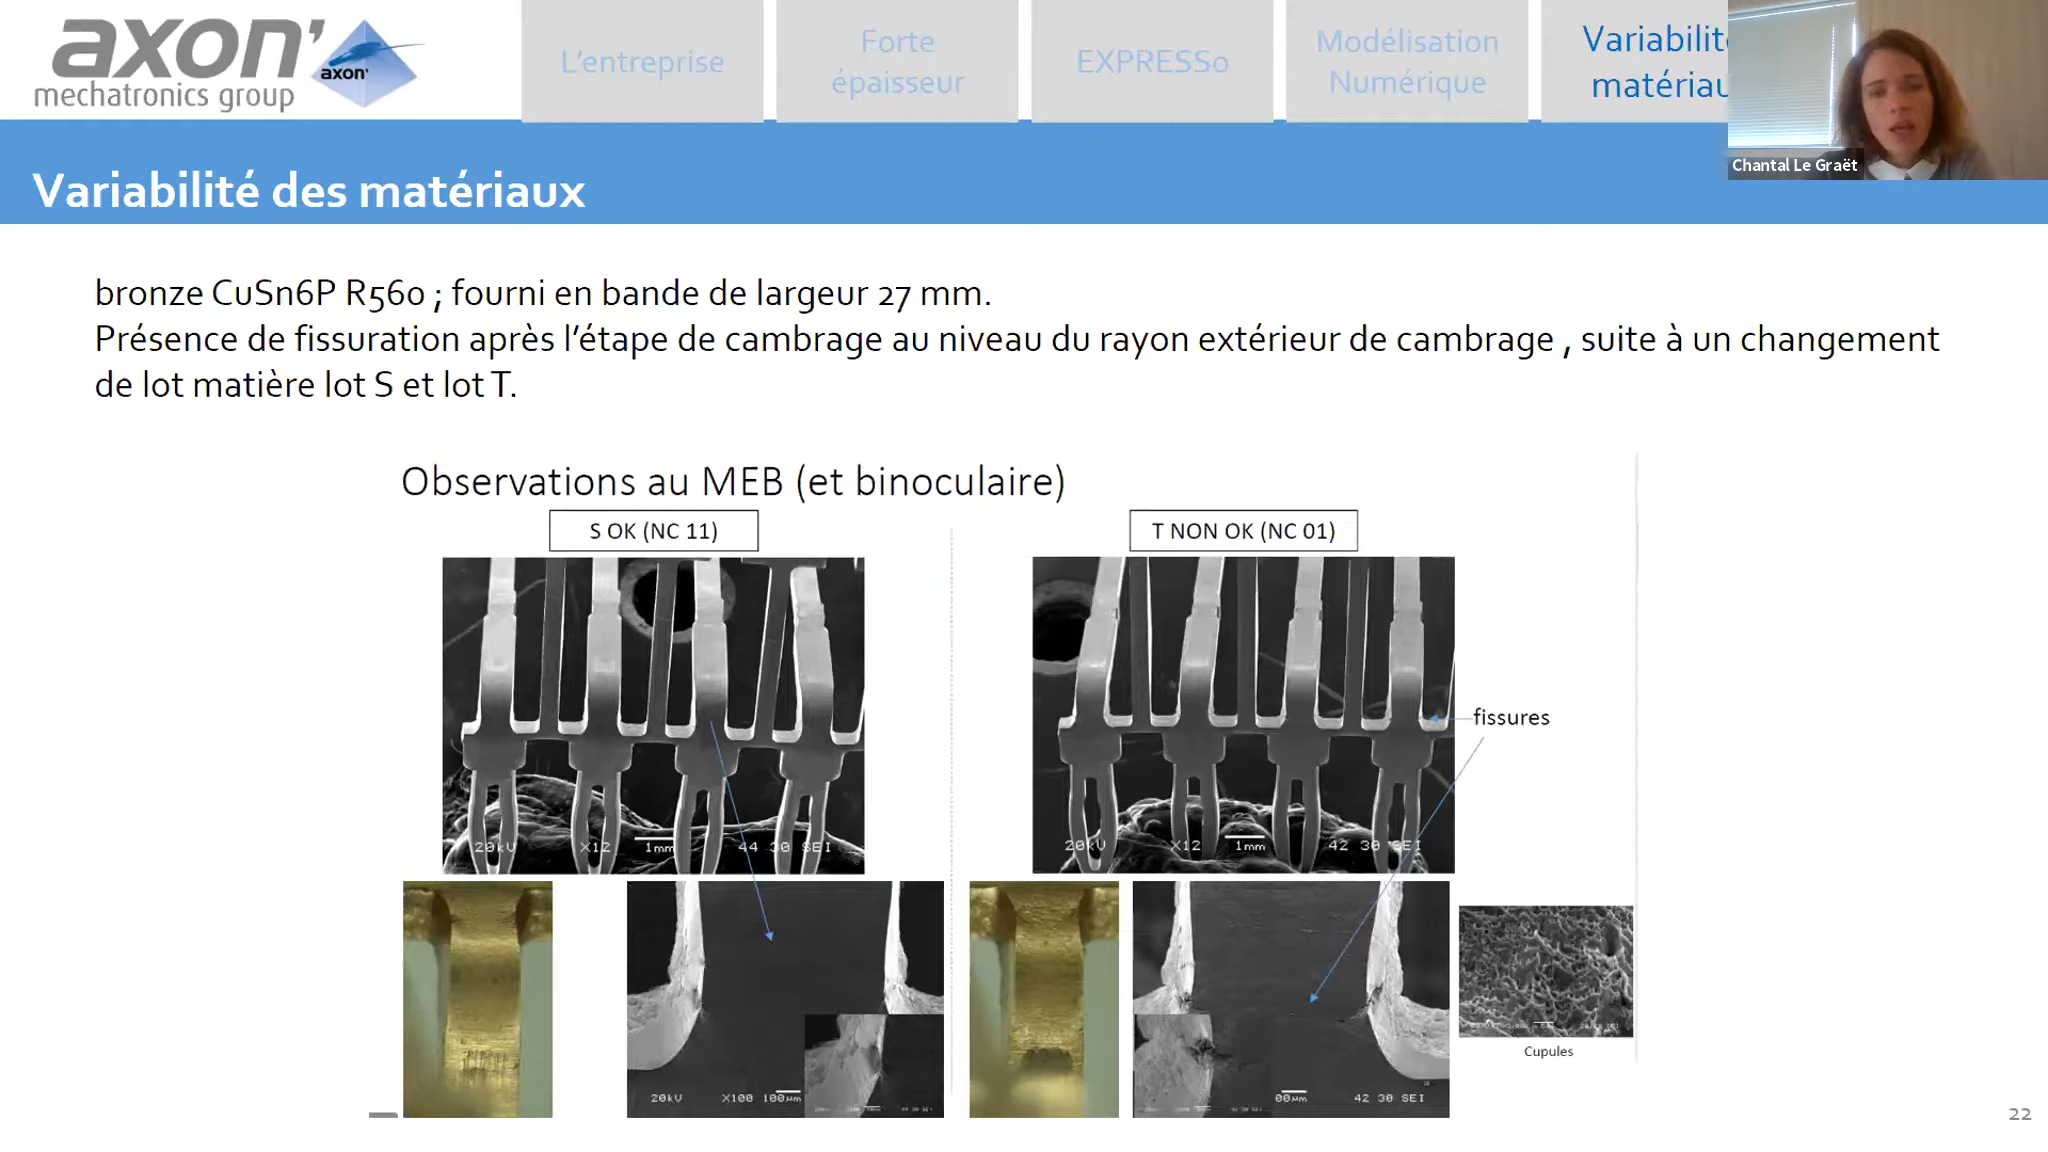 axon'
axon'
mechatronics group
L'entreprise
Forte
épaisseur
EXPRESSo
Modélisation
Numérique
Variabilité
matériau
Chantal Le Graët
Variabilité des matériaux
bronze CuSn6P R560 ; fourni en bande de largeur 27 mm.
Présence de fissuration après l'étape de cambrage au niveau du rayon extérieur de cambrage , suite à un changement
de lot matière lot S et lot T.
Observations au MEB (et binoculaire)
S OK (NC 11)
T NON OK (NC 01)
fissures
20kV X12 1mm 44 30 SEI
20kV X12 1mm 42 30 SEI
20kV X100 100µm
00µm 42 30 SEI
Cupules
22